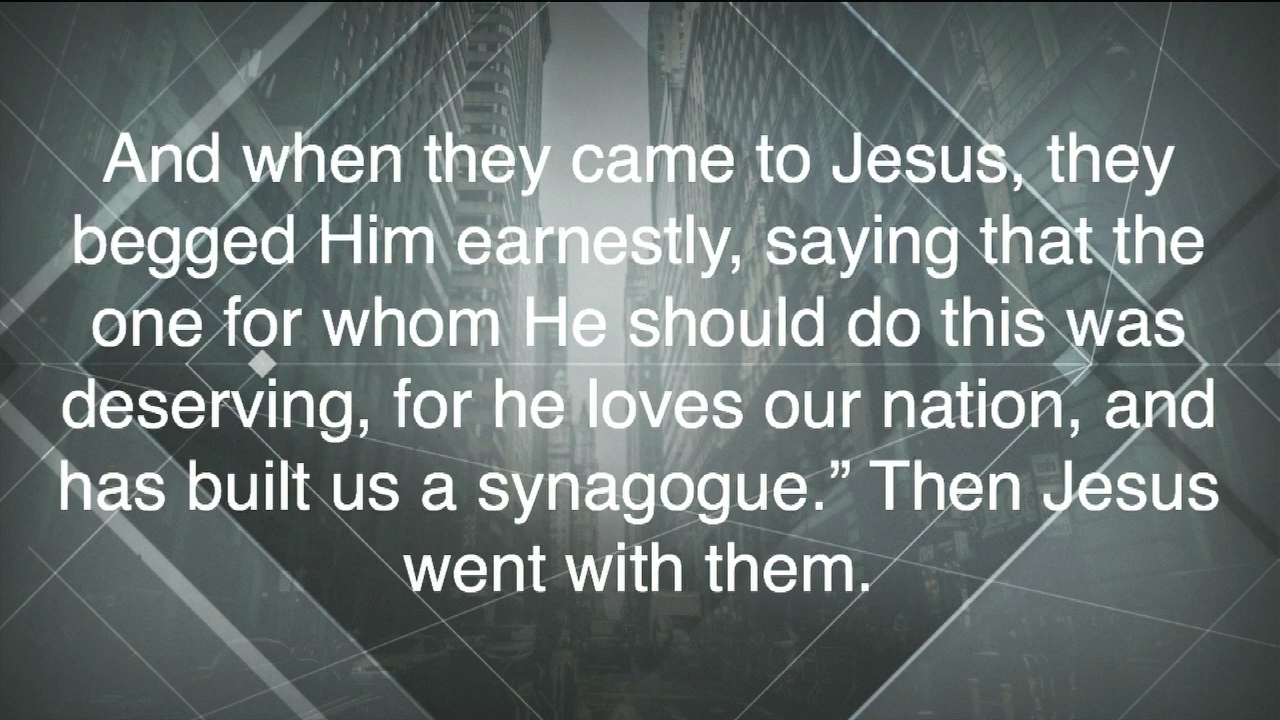 And when they came to Jesus, they
begged Him earnestly, saying that the
one for whom He should do this was
deserving, for he loves our nation, and
has built us a synagogue.” Then Jesus
went with them.